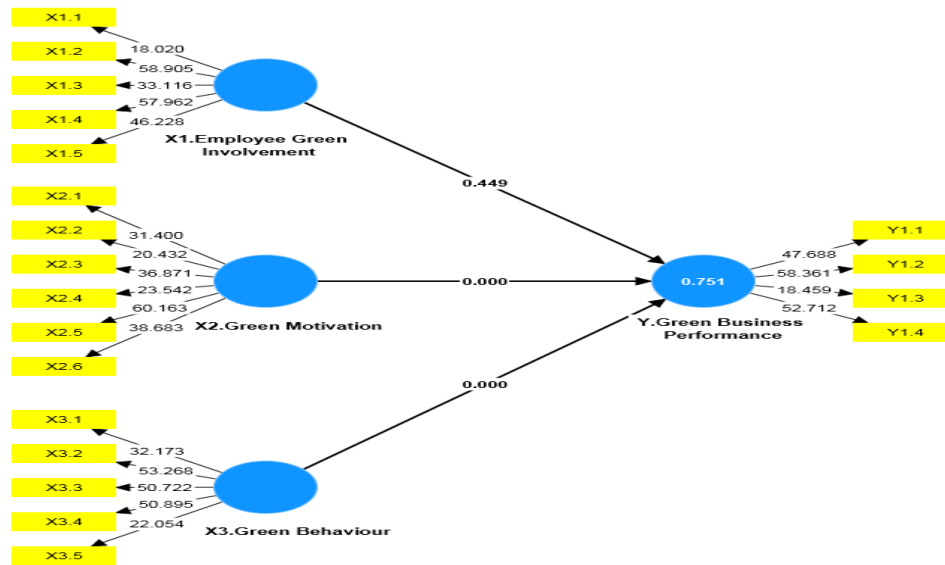 X1.1
X1.2
X1.3
X1.4
X1.5
18.020
58.905
33.116
57.962
46.228
X1.Employee Green
Involvement
0.449
X2.1
X2.2
X2.3
X2.4
X2.5
X2.6
31.400
20.432
36.871
23.542
60.163
38.683
X2.Green Motivation
0.000
X3.1
X3.2
X3.3
X3.4
X3.5
32.173
53.268
50.722
50.895
22.054
X3.Green Behaviour
0.000
0.751
Y.Green Business
Performance
47.688
58.361
18.459
52.712
Y1.1
Y1.2
Y1.3
Y1.4